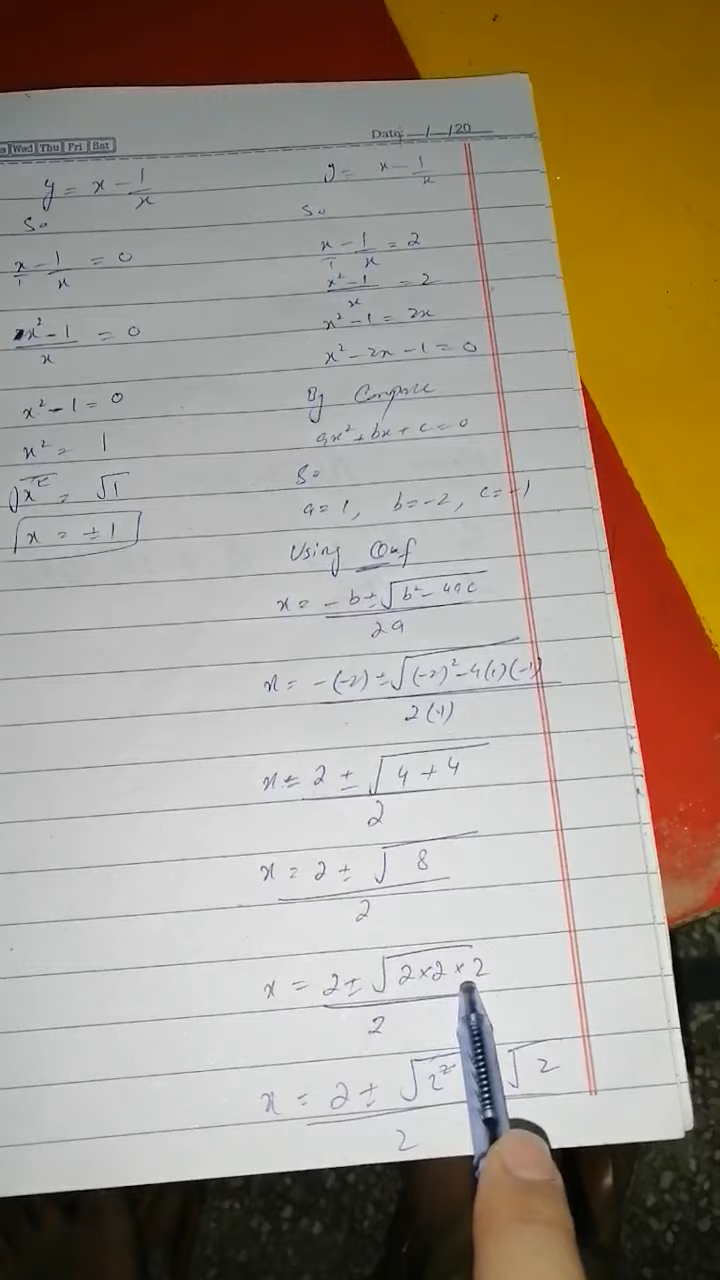 Wed Thu Fri Sat
Date: / /20
y = x - 1/x
So
x/1 - 1/x = 0
x² - 1 / x = 0
x² - 1 = 0
x² = 1
√x² = √1
x = ± 1
y = x - 1/x
So
x/1 - 1/x = 2
x² - 1 / x = 2
x² - 1 = 2x
x² - 2x - 1 = 0
By Compare
ax² + bx + c = 0
So
a = 1, b = -2, c = -1
Using
x = -b ± √b² - 4ac / 2a
x = -(-2) ± √(-2)² - 4(1)(-1) / 2(1)
x = 2 ± √4 + 4 / 2
x = 2 ± √8 / 2
x = 2 ± √2×2×2 / 2
x = 2 ± √2² √2 / 2